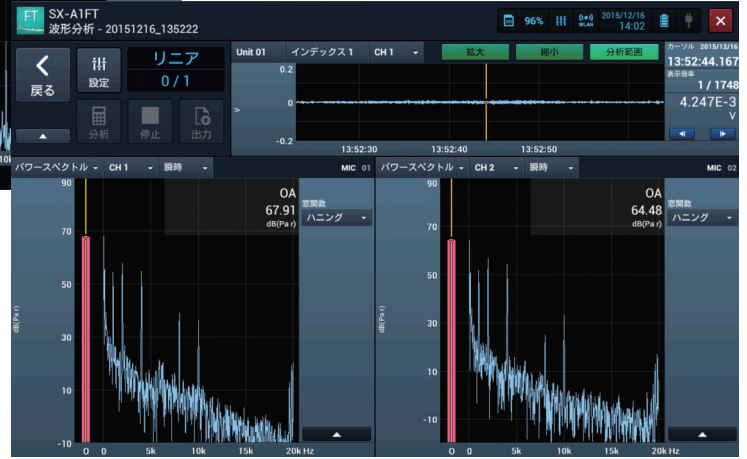 FT SX-A1FT
波形分析 - 20151216_135222
96% WLAN 2015/12/16 14:02
戻る 設定 リニア 0 / 1
分析 停止 出力
Unit 01 インデックス 1 CH 1 拡大 縮小 分析範囲
カーソル 2015/12/16
13:52:44.167
表示倍率
1 / 1748
4.247E-3
V
0.2
0
-0.2
V
13:52:30 13:52:40 13:52:50
パワースペクトル CH 1 瞬時 MIC 01
90
70
50
30
10
-10
dB(Pa r)
OA
67.91
dB(Pa r)
窓関数
ハニング
0 0 5k 10k 15k 20k Hz
パワースペクトル CH 2 瞬時 MIC 02
90
70
50
30
10
-10
dB(Pa r)
OA
64.48
dB(Pa r)
窓関数
ハニング
0 0 5k 10k 15k 20k Hz